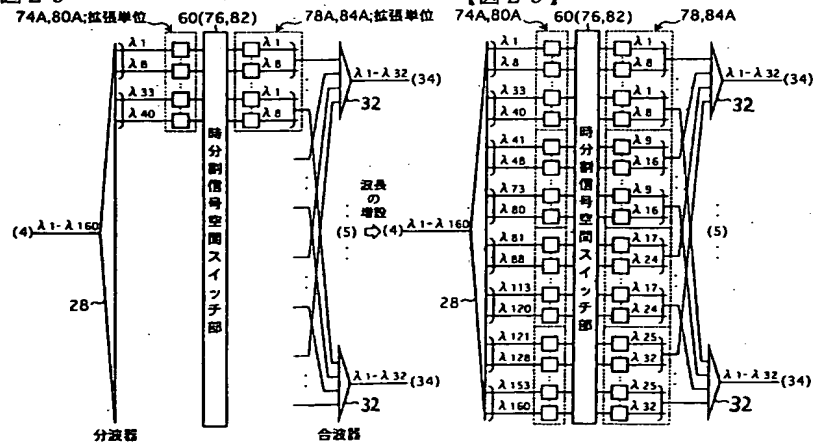 74A,80A;拡張単位
60(76,82)
78A,84A;拡張単位
λ1
λ8
λ33
λ40
λ1
λ8
λ1
λ8
時分割信号空間スイッチ部
λ1-λ32
(34)
32
(4)
λ1-λ160
28
(5)
λ1-λ32
(34)
32
分波器
合波器
波長の増設
74A,80A
60(76,82)
78,84A
λ1
λ8
λ33
λ40
λ41
λ48
λ73
λ80
λ81
λ88
λ113
λ120
λ121
λ128
λ153
λ160
時分割信号空間スイッチ部
λ1
λ8
λ1
λ8
λ9
λ16
λ9
λ16
λ17
λ24
λ17
λ24
λ25
λ32
λ25
λ32
(4)
λ1-λ160
28
λ1-λ32
(34)
32
(5)
λ1-λ32
(34)
32